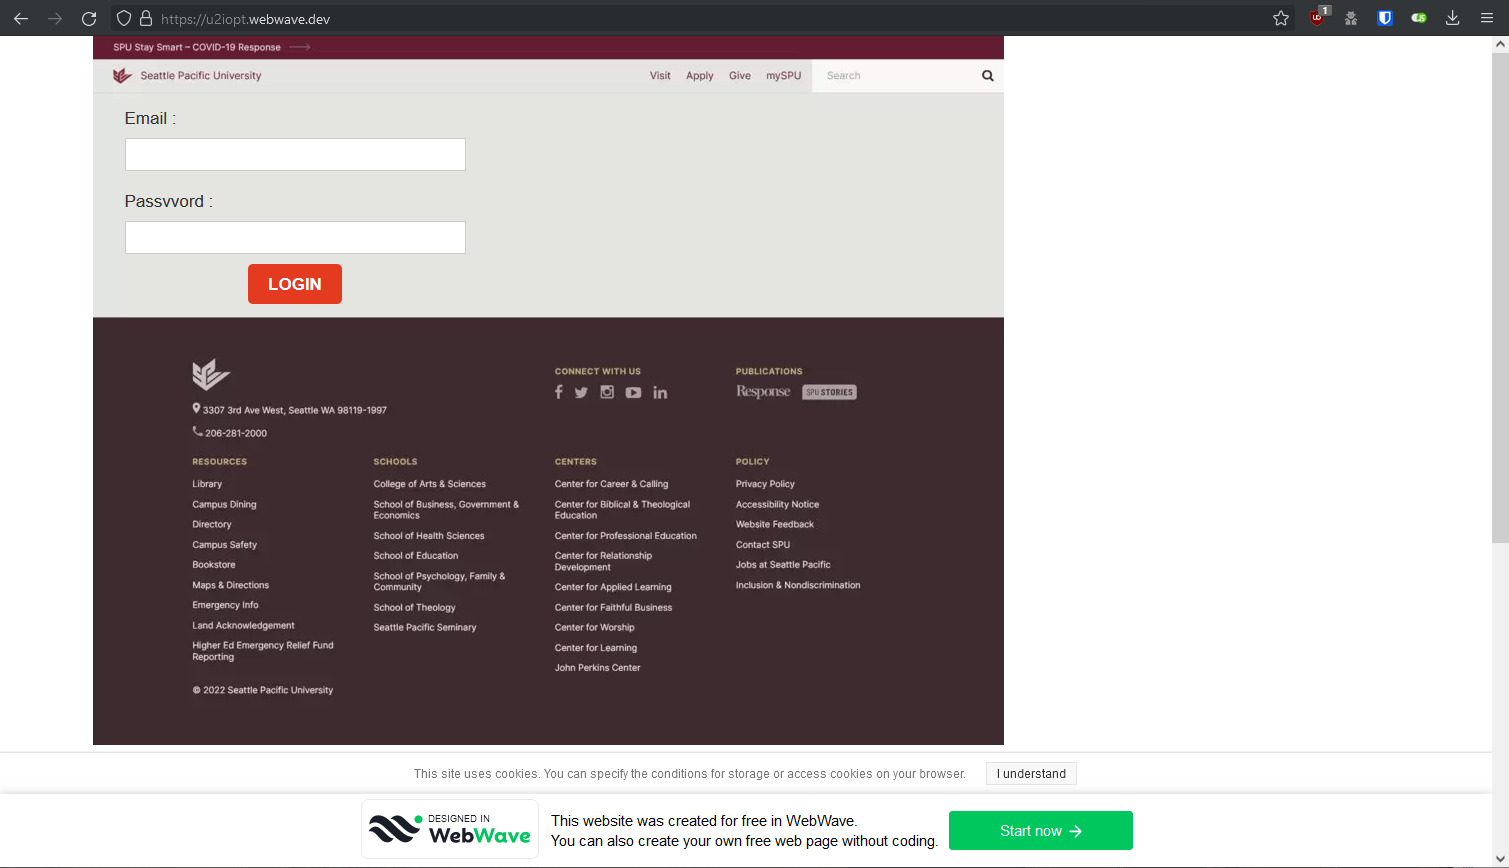 https://u2iopt.webwave.dev
1
SPU Stay Smart – COVID-19 Response
Seattle Pacific University
Visit Apply Give mySPU Search
Email :
Passvvord :
LOGIN
CONNECT WITH US
PUBLICATIONS
Response SPU STORIES
3307 3rd Ave West, Seattle WA 98119-1997
206-281-2000
RESOURCES
Library
Campus Dining
Directory
Campus Safety
Bookstore
Maps & Directions
Emergency Info
Land Acknowledgement
Higher Ed Emergency Relief Fund
Reporting
SCHOOLS
College of Arts & Sciences
School of Business, Government &
Economics
School of Health Sciences
School of Education
School of Psychology, Family &
Community
School of Theology
Seattle Pacific Seminary
CENTERS
Center for Career & Calling
Center for Biblical & Theological
Education
Center for Professional Education
Center for Relationship
Development
Center for Applied Learning
Center for Faithful Business
Center for Worship
Center for Learning
John Perkins Center
POLICY
Privacy Policy
Accessibility Notice
Website Feedback
Contact SPU
Jobs at Seattle Pacific
Inclusion & Nondiscrimination
© 2022 Seattle Pacific University
This site uses cookies. You can specify the conditions for storage or access cookies on your browser.
I understand
DESIGNED IN
WebWave
This website was created for free in WebWave.
You can also create your own free web page without coding.
Start now